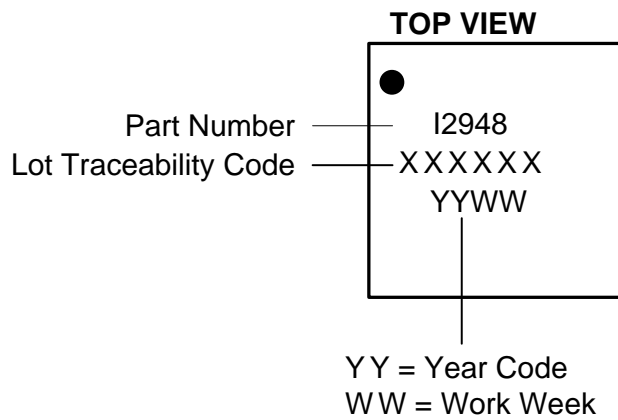 TOP VIEW
Part Number
I2948
Lot Traceability Code
XXXXXX
YYWW
YY = Year Code
WW = Work Week